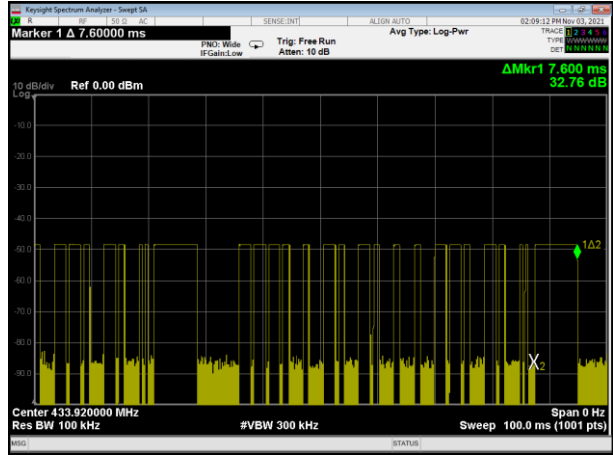 Keysight Spectrum Analyzer - Swept SA
R RF 50 Ω AC SENSE:INT ALIGN AUTO 02:09:12 PM Nov 03, 2021
Marker 1 Δ 7.60000 ms
PNO: Wide
IFGain:Low
Trig: Free Run
Atten: 10 dB
Avg Type: Log-Pwr
TRACE 1 2 3 4 5 6
TYPE WWWWWW
DET N N N N N N
ΔMkr1 7.600 ms
32.76 dB
10 dB/div Ref 0.00 dBm
Log
-10.0
-20.0
-30.0
-40.0
-50.0
1Δ2
-60.0
-70.0
-80.0
-90.0
X2
Center 433.920000 MHz Span 0 Hz
Res BW 100 kHz #VBW 300 kHz Sweep 100.0 ms (1001 pts)
MSG STATUS